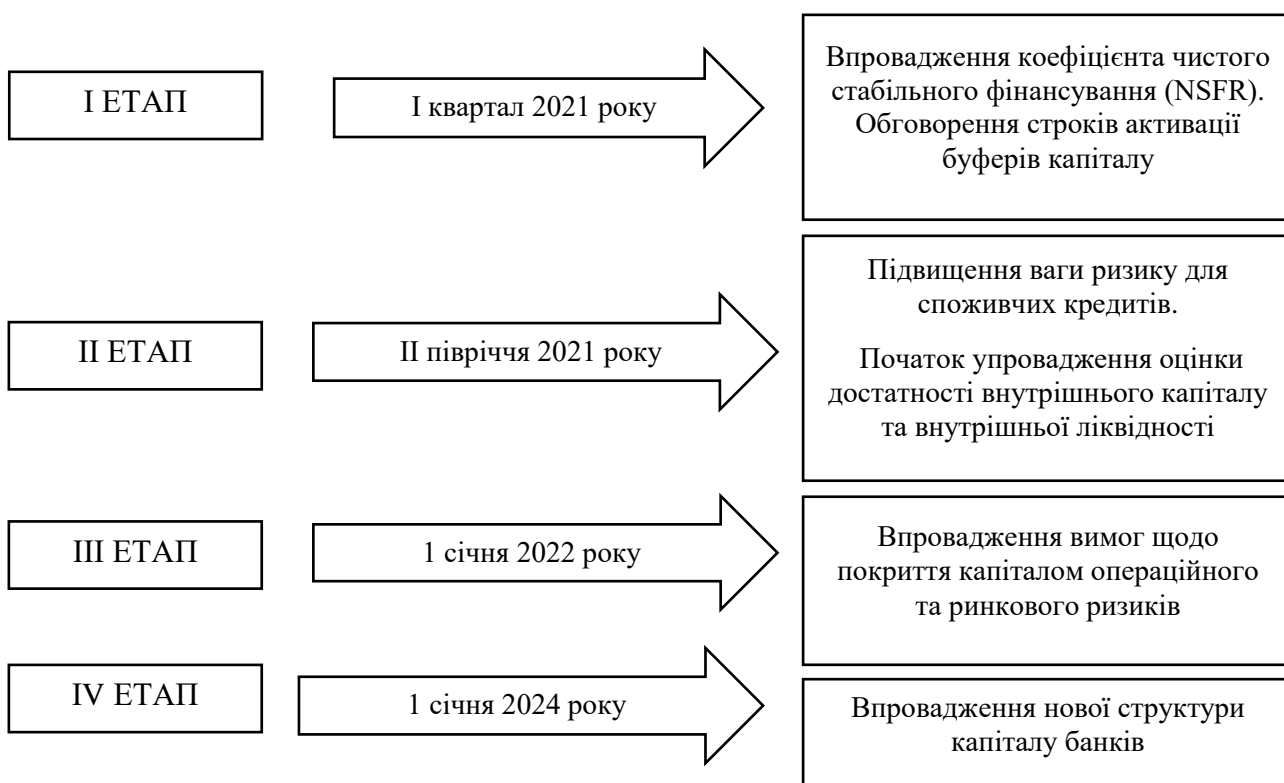 І ЕТАП
І квартал 2021 року
Впровадження коефіцієнта чистого
стабільного фінансування (NSFR).
Обговорення строків активації
буферів капіталу
ІІ ЕТАП
ІІ півріччя 2021 року
Підвищення ваги ризику для
споживчих кредитів.
Початок упровадження оцінки
достатності внутрішнього капіталу
та внутрішньої ліквідності
ІІІ ЕТАП
1 січня 2022 року
Впровадження вимог щодо
покриття капіталом операційного
та ринкового ризиків
IV ЕТАП
1 січня 2024 року
Впровадження нової структури
капіталу банків